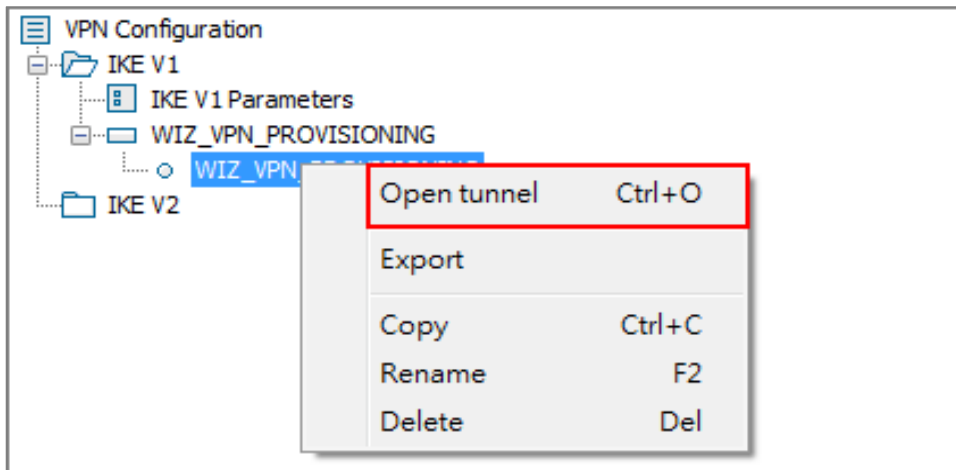 VPN Configuration
IKE V1
IKE V1 Parameters
WIZ_VPN_PROVISIONING
WIZ_VPN_
IKE V2
Open tunnel Ctrl+O
Export
Copy Ctrl+C
Rename F2
Delete Del